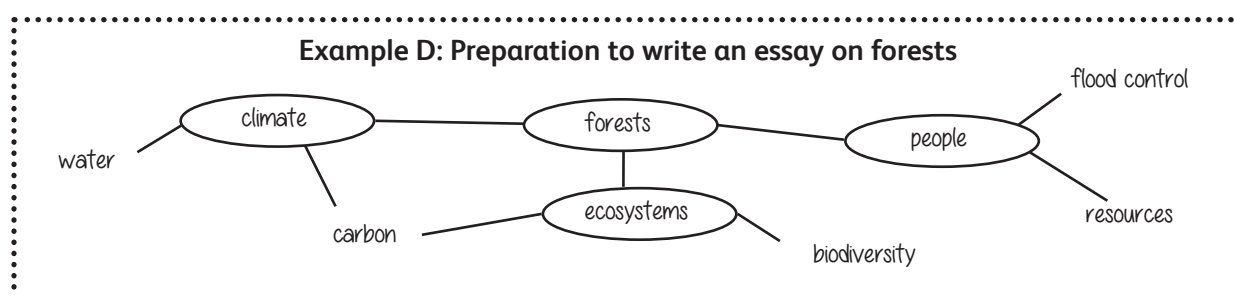 Example D: Preparation to write an essay on forests
flood control
climate
forests
people
water
ecosystems
resources
carbon
biodiversity